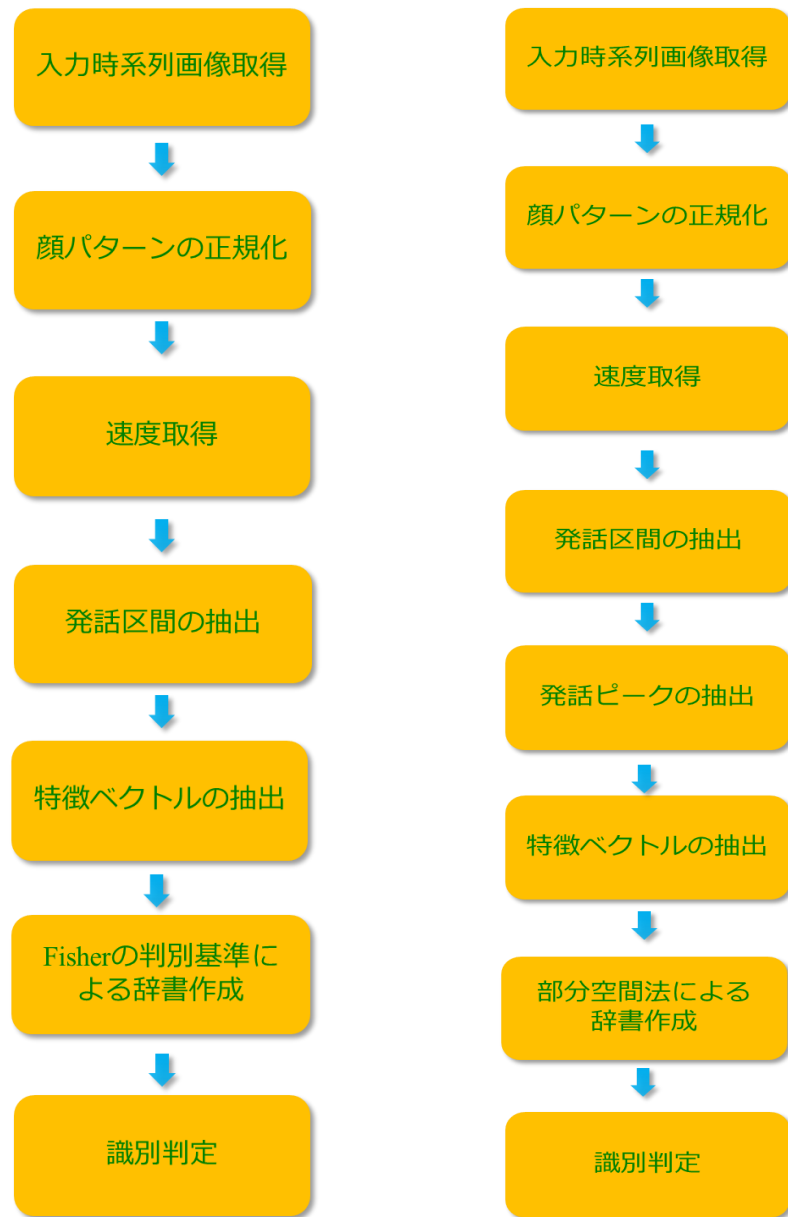 入力時系列画像取得
顔パターンの正規化
速度取得
発話区間の抽出
特徴ベクトルの抽出
Fisherの判別基準に
よる辞書作成
識別判定
入力時系列画像取得
顔パターンの正規化
速度取得
発話区間の抽出
発話ピークの抽出
特徴ベクトルの抽出
部分空間法による
辞書作成
識別判定